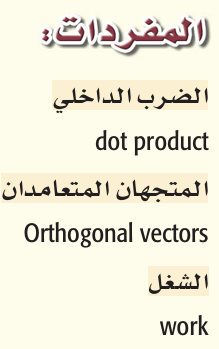 المفردات:
الضرب الداخلي
dot product
المتجهان المتعامدان
Orthogonal vectors
الشغل
work